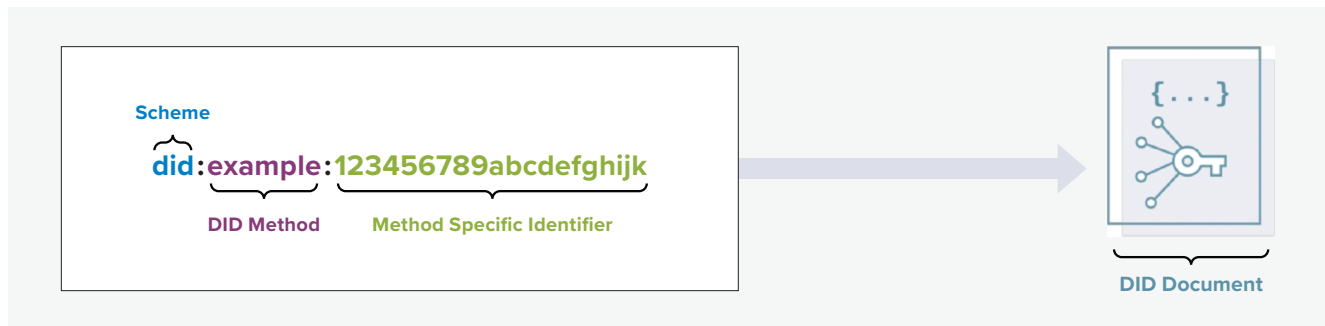 Scheme
did:example:123456789abcdefghijk
DID Method
Method Specific Identifier
{...}
DID Document